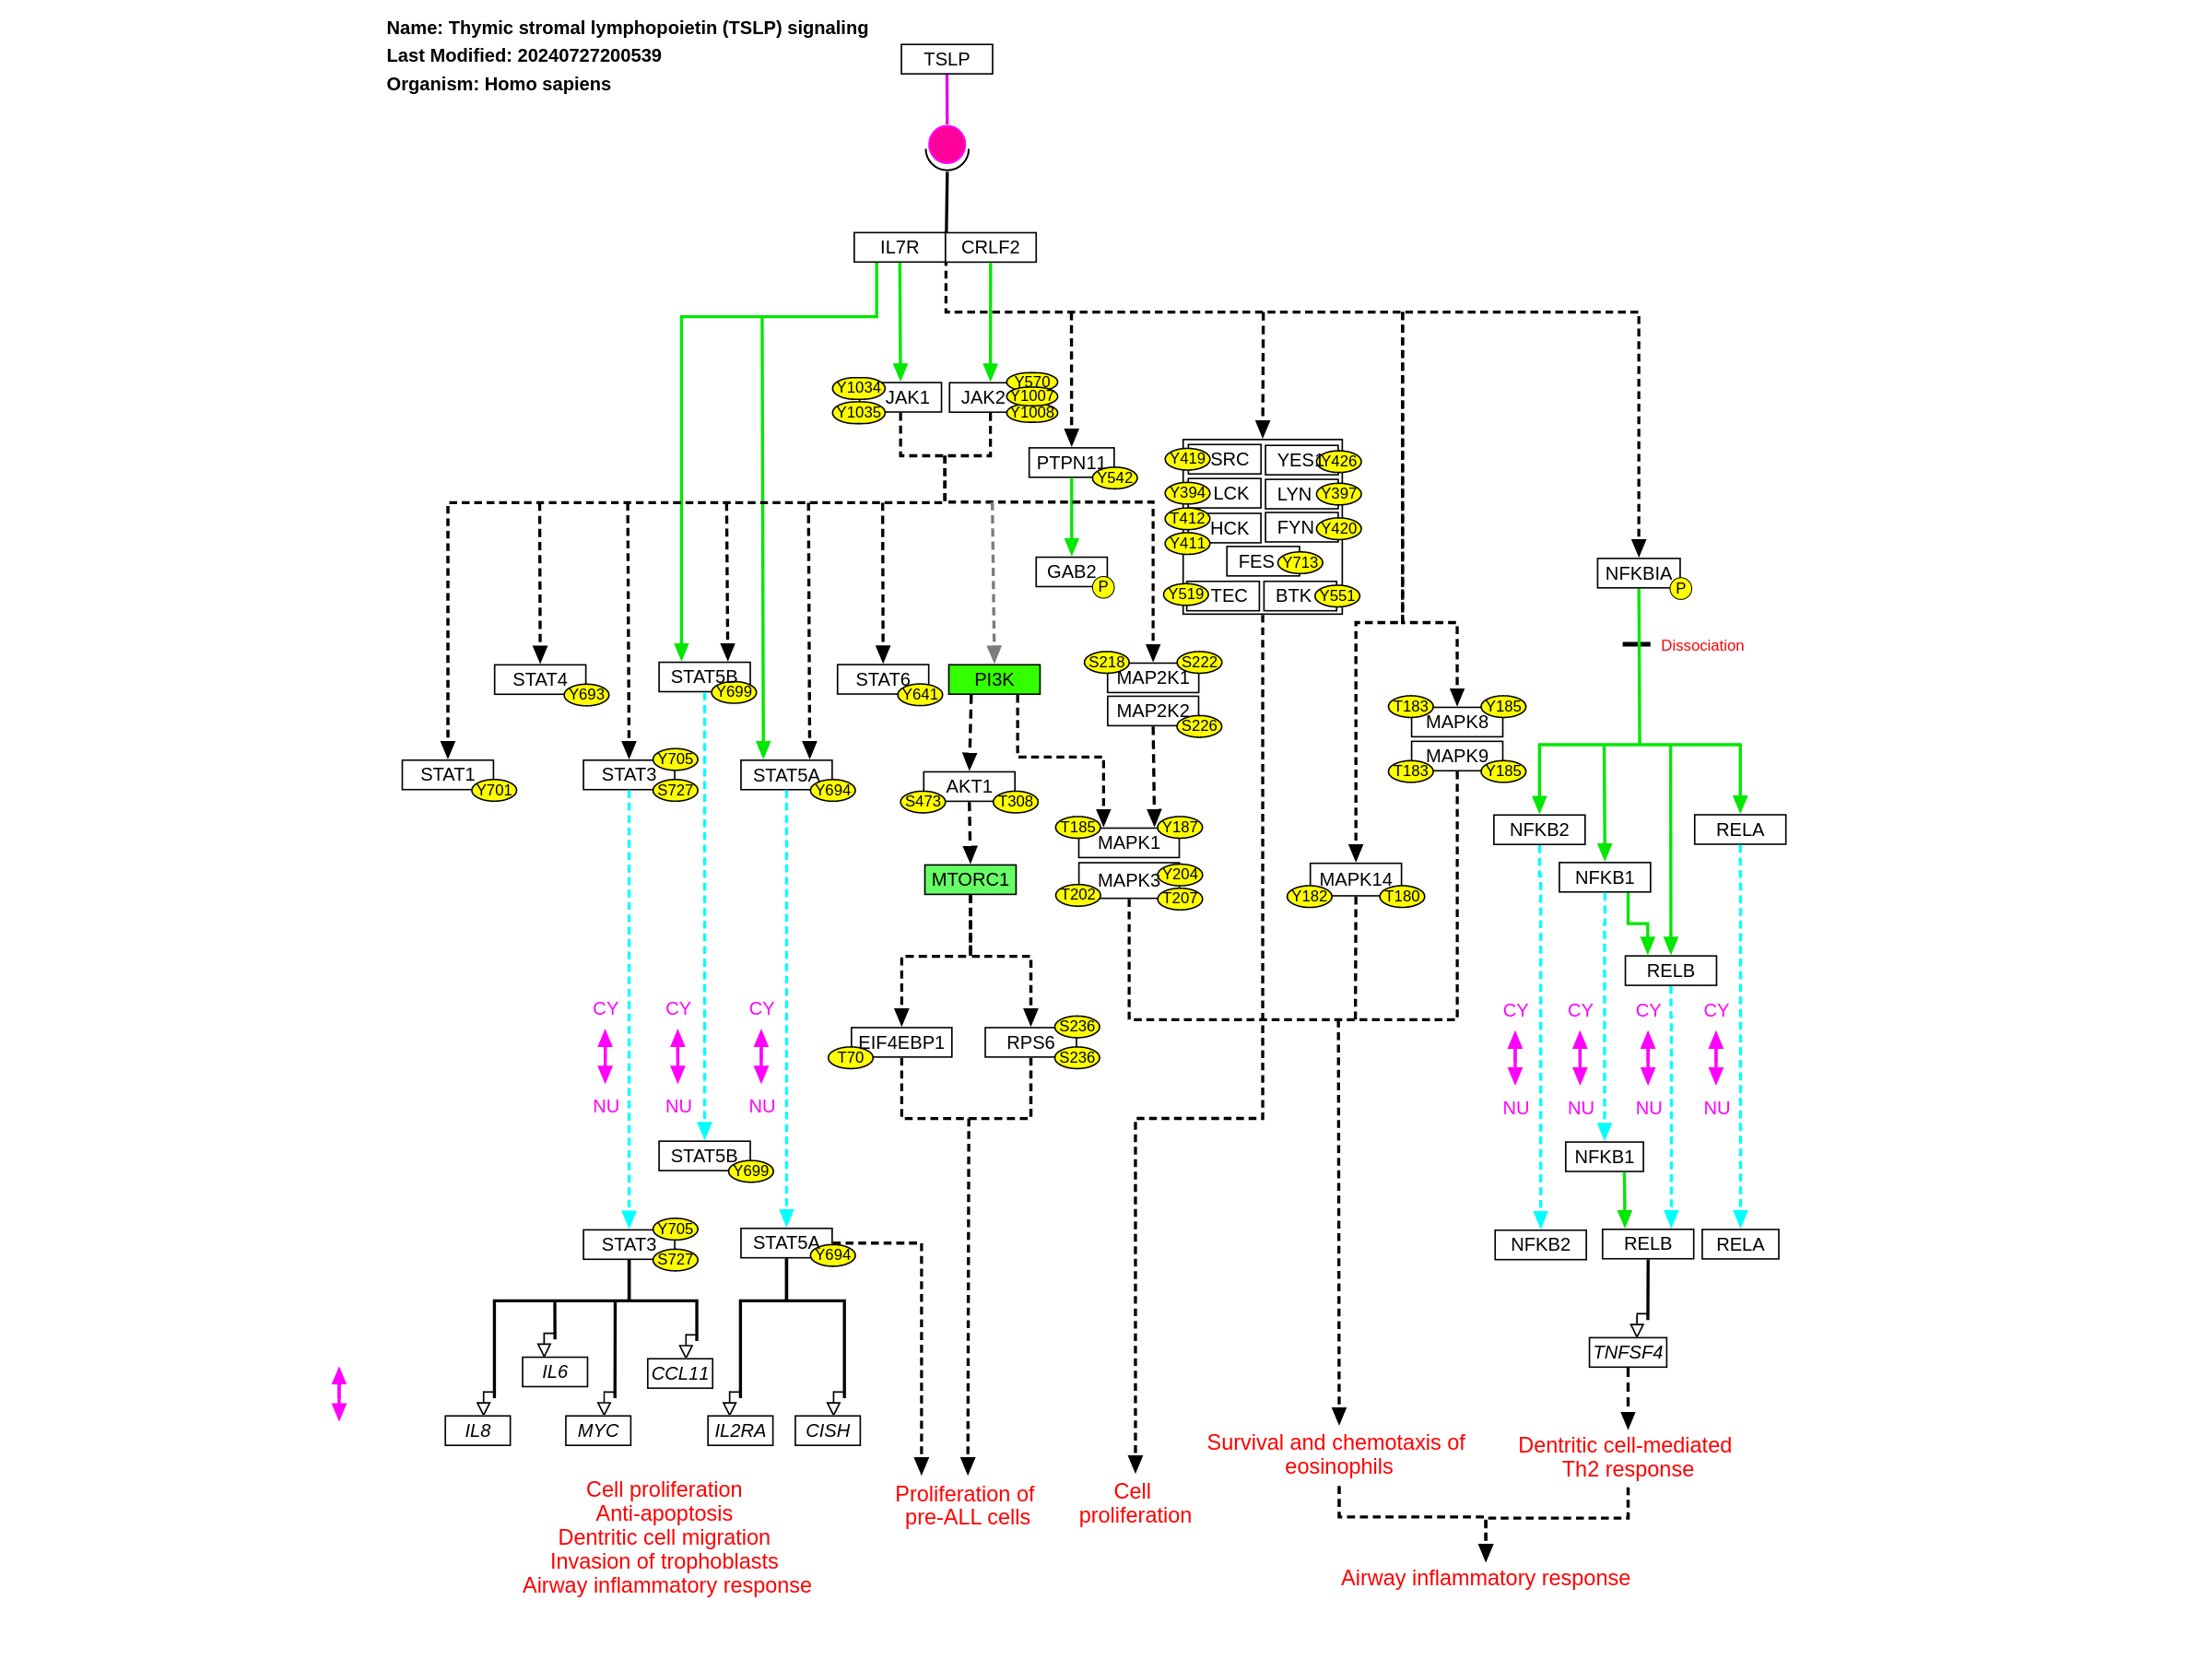 Name: Thymic stromal lymphopoietin (TSLP) signaling
Last Modified: 20240727200539
Organism: Homo sapiens
TSLP
IL7R
CRLF2
Y1034
JAK1
Y1035
JAK2
Y570
Y1007
Y1008
PTPN11
Y542
Y419
SRC
YES1
Y426
Y394
LCK
LYN
Y397
T412
HCK
Y411
FYN
Y420
FES
Y713
Y519
TEC
BTK
Y551
GAB2
P
NFKBIA
P
Dissociation
STAT4
Y693
STAT5B
Y699
STAT6
Y641
PI3K
S218
S222
MAP2K1
MAP2K2
S226
T183
Y185
MAPK8
MAPK9
T183
Y185
STAT1
Y701
STAT3
Y705
S727
STAT5A
Y694
AKT1
S473
T308
T185
Y187
MAPK1
MAPK3
Y204
T202
T207
MTORC1
MAPK14
Y182
T180
NFKB2
RELA
NFKB1
RELB
CY
CY
CY
CY
CY
CY
CY
EIF4EBP1
T70
RPS6
S236
S236
NU
NU
NU
NU
NU
NU
NU
STAT5B
Y699
NFKB1
STAT3
Y705
S727
STAT5A
Y694
NFKB2
RELB
RELA
IL6
CCL11
TNFSF4
IL8
MYC
IL2RA
CISH
Survival and chemotaxis of
eosinophils
Dentritic cell-mediated
Th2 response
Cell proliferation
Anti-apoptosis
Dentritic cell migration
Invasion of trophoblasts
Airway inflammatory response
Proliferation of
pre-ALL cells
Cell
proliferation
Airway inflammatory response